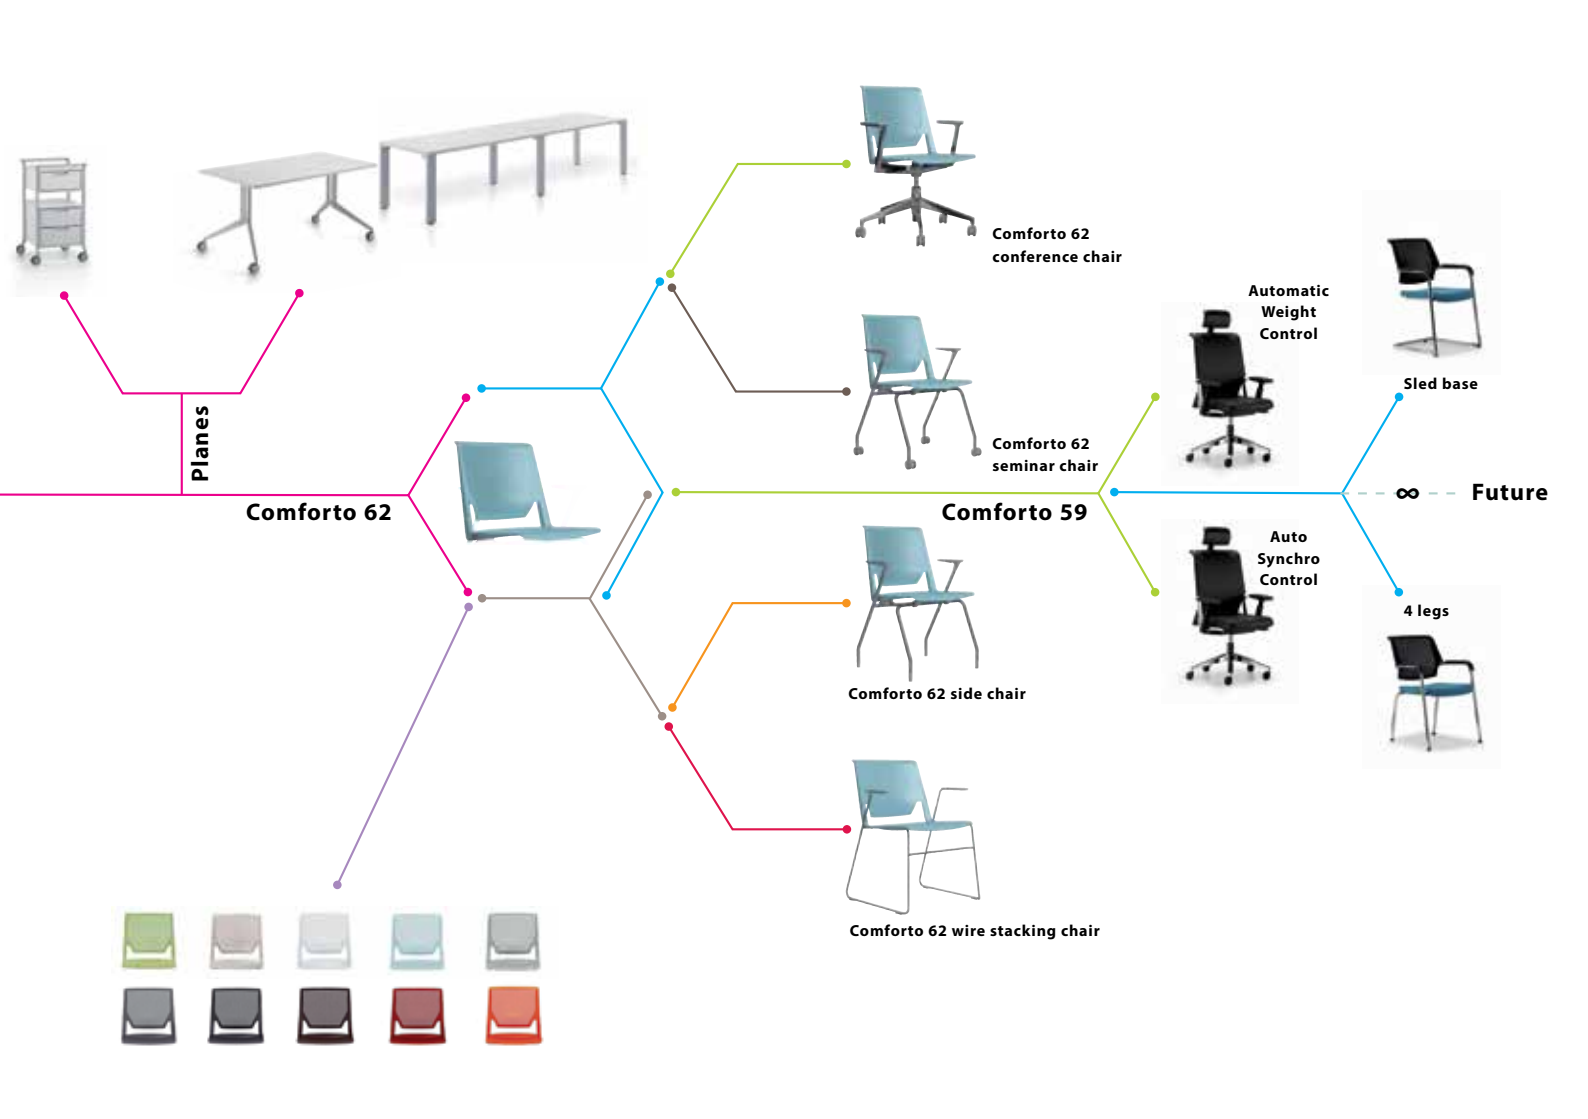 Planes
Comforto 62
Comforto 62
conference chair
Comforto 62
seminar chair
Comforto 62 side chair
Comforto 62 wire stacking chair
Comforto 59
Automatic
Weight
Control
Auto
Synchro
Control
Sled base
∞ Future
4 legs